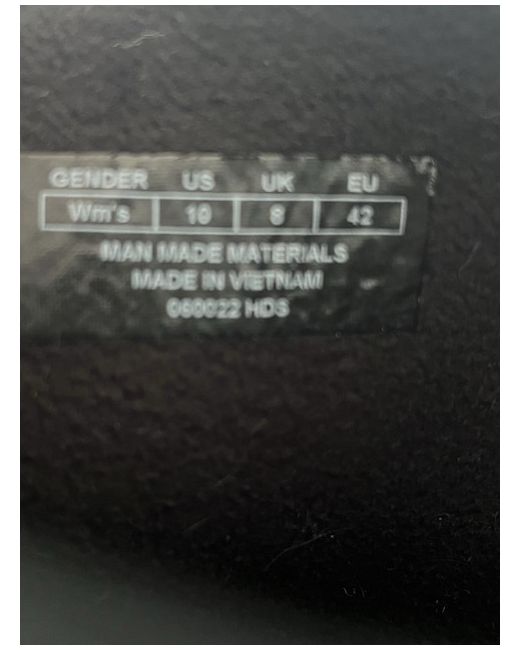 GENDER US UK EU
Wm's 10 8 42
MAN MADE MATERIALS
MADE IN VIETNAM
060022 HDS